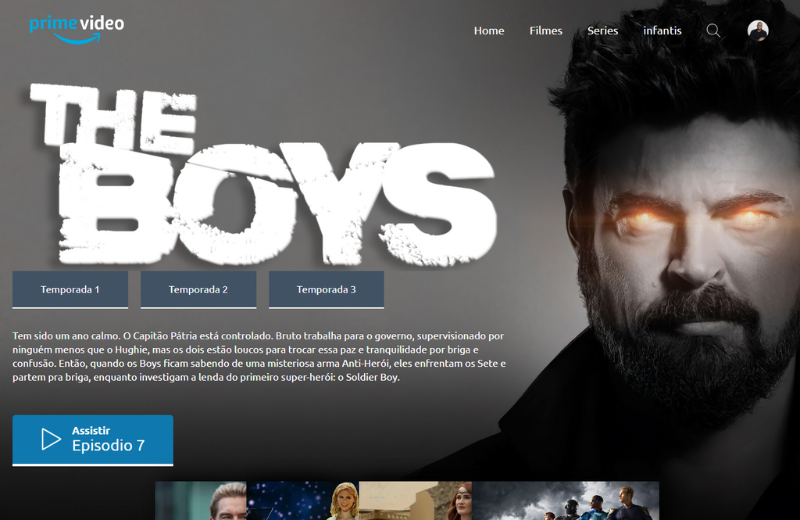 prime video
Home Filmes Series infantis
THE
BOYS
Temporada 1 Temporada 2 Temporada 3
Tem sido um ano calmo. O Capitão Pátria está controlado. Bruto trabalha para o governo, supervisionado por
ninguém menos que o Hughie, mas os dois estão loucos para trocar essa paz e tranquilidade por briga e
confusão. Então, quando os Boys ficam sabendo de uma misteriosa arma Anti-Herói, eles enfrentam os Sete e
partem pra briga, enquanto investigam a lenda do primeiro super-herói: o Soldier Boy.
Assistir
Episodio 7